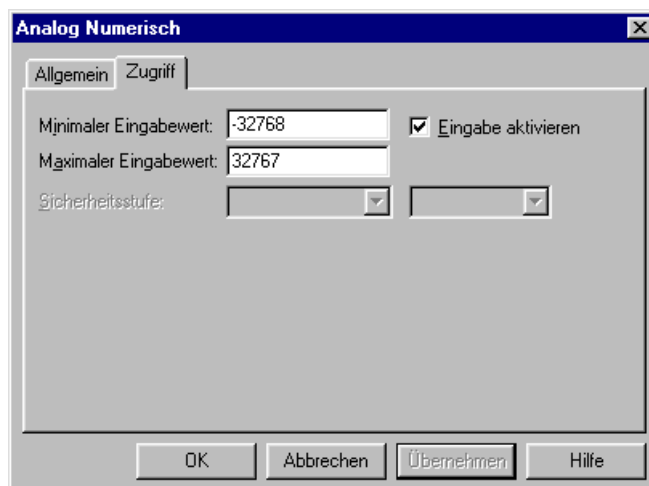 Analog Numerisch
Allgemein Zugriff
Minimaler Eingabewert: -32768 Eingabe aktivieren
Maximaler Eingabewert: 32767
Sicherheitsstufe:
OK Abbrechen Übernehmen Hilfe